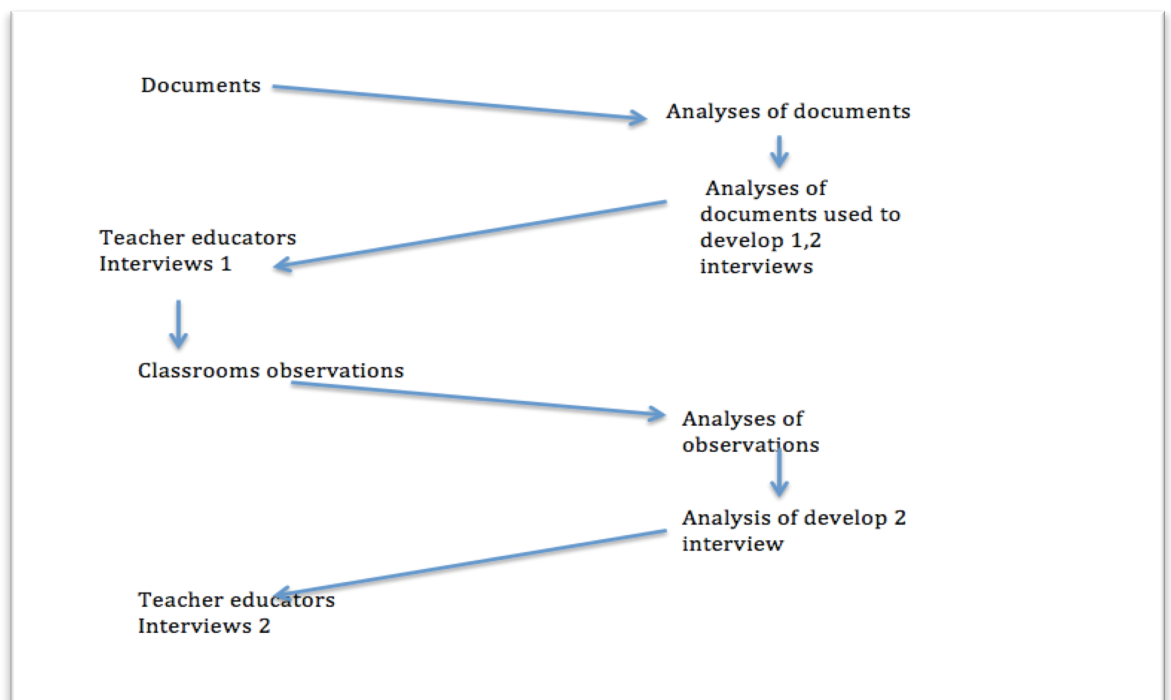 Documents
Analyses of documents
Analyses of
documents used to
develop 1,2
interviews
Teacher educators
Interviews 1
Classrooms observations
Analyses of
observations
Analysis of develop 2
interview
Teacher educators
Interviews 2